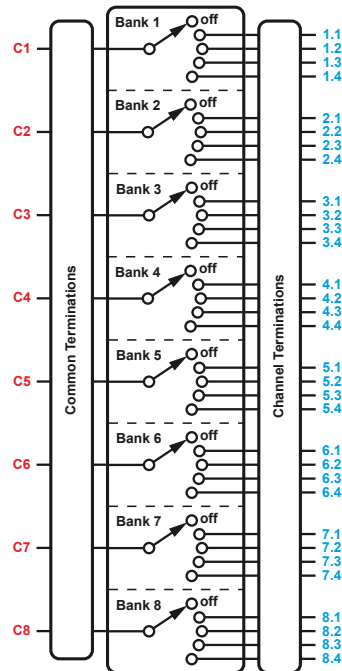 Bank 1 off
C1
1.1
1.2
1.3
1.4
Bank 2 off
C2
2.1
2.2
2.3
2.4
Bank 3 off
C3
3.1
3.2
3.3
3.4
Bank 4 off
C4
4.1
4.2
4.3
4.4
Bank 5 off
C5
5.1
5.2
5.3
5.4
Bank 6 off
C6
6.1
6.2
6.3
6.4
Bank 7 off
C7
7.1
7.2
7.3
7.4
Bank 8 off
C8
8.1
8.2
8.3
8.4
Common Terminations
Channel Terminations